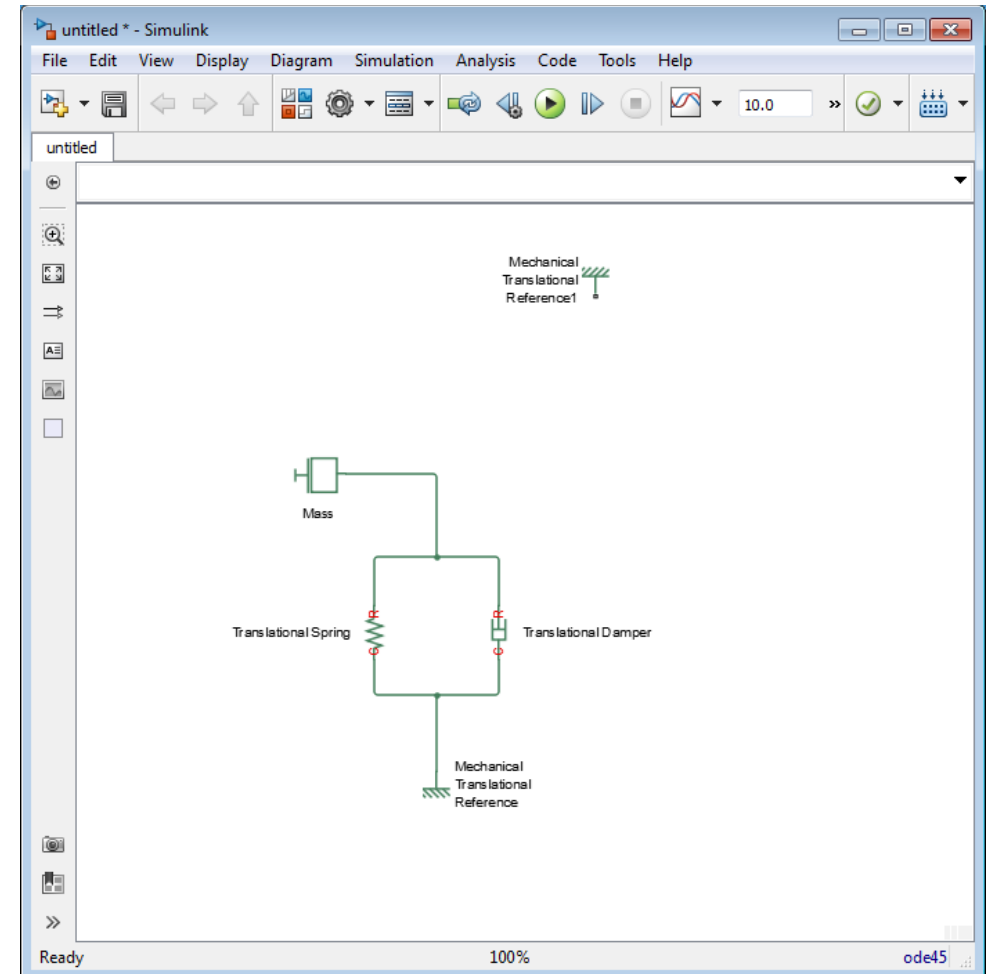 untitled * - Simulink
File Edit View Display Diagram Simulation Analysis Code Tools Help
10.0 »
untitled
Mechanical
Translational
Reference1
Mass
R R
Translational Spring Translational Damper
C C
Mechanical
Translational
Reference
Ready 100% ode45